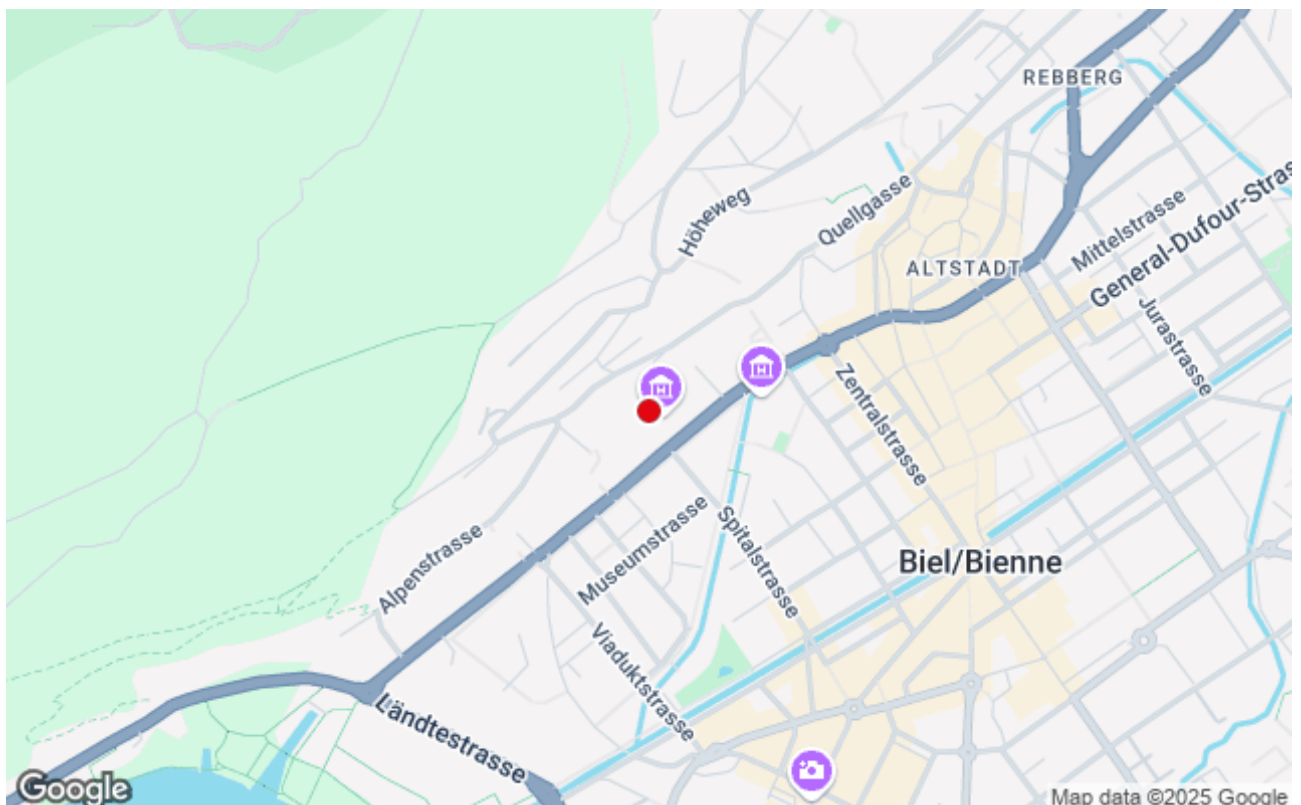 REBBERG
Höheweg
Quellgasse
Mittelstrasse
General-Dufour-Stras
ALTSTADT
Jurastrasse
H
H
Zentralstrasse
Museumstrasse
Spitalstrasse
Biel/Bienne
Alpenstrasse
Viaduktstrasse
Ländtestrasse
Google
Map data ©2025 Google